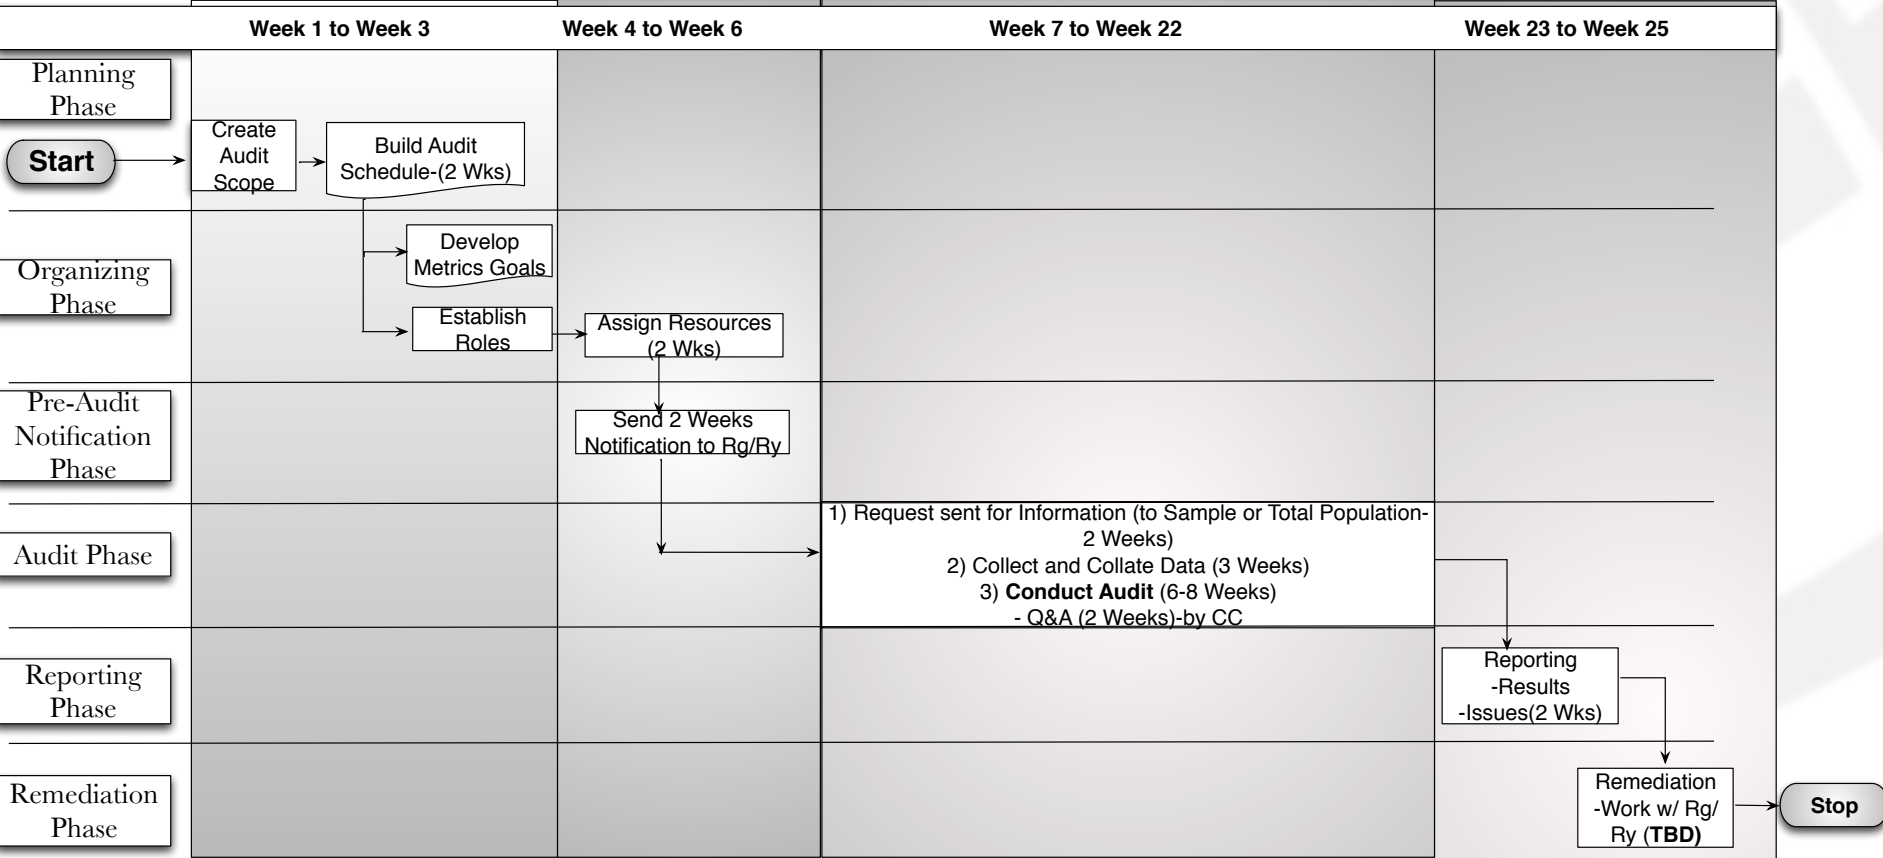 Week 1 to Week 3
Week 4 to Week 6
Week 7 to Week 22
Week 23 to Week 25
Planning
Phase
Start
Create
Audit
Scope
Build Audit
Schedule-(2 Wks)
Organizing
Phase
Develop
Metrics Goals
Establish
Roles
Assign Resources
(2 Wks)
Pre-Audit
Notification
Phase
Send 2 Weeks
Notification to Rg/Ry
Audit Phase
1) Request sent for Information (to Sample or Total Population-
2 Weeks)
2) Collect and Collate Data (3 Weeks)
3) Conduct Audit (6-8 Weeks)
- Q&A (2 Weeks)-by CC
Reporting
Phase
Reporting
-Results
-Issues(2 Wks)
Remediation
Phase
Remediation
-Work w/ Rg/
Ry (TBD)
Stop